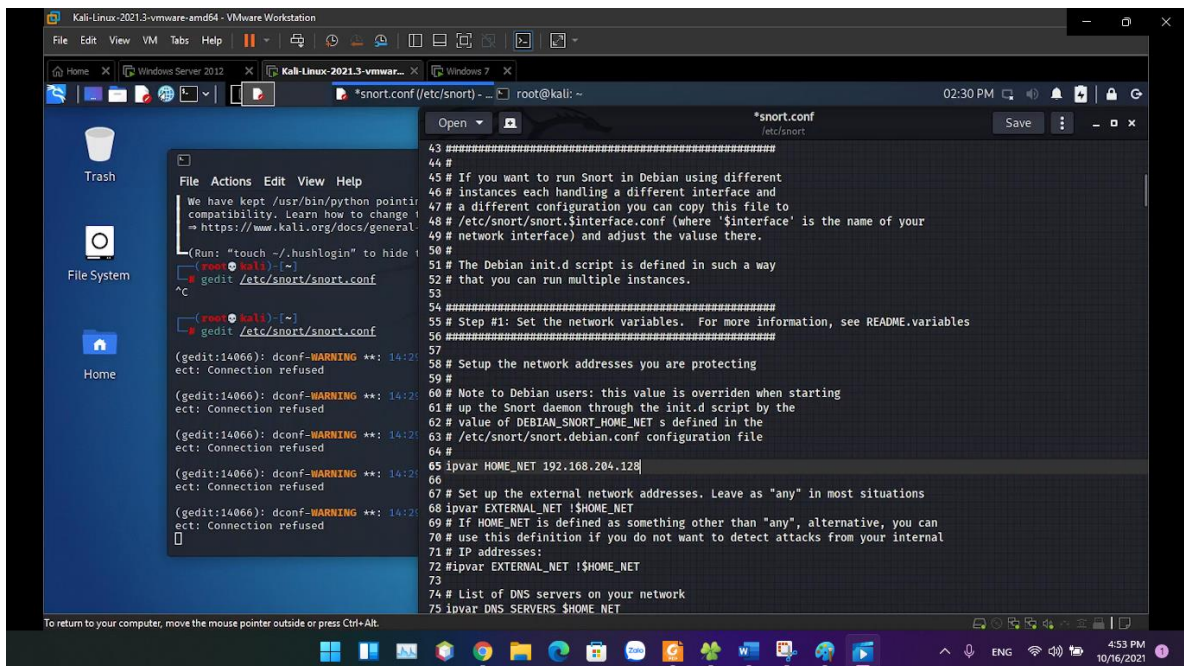 Kali-Linux-2021.3-vmware-amd64 - VMware Workstation
File Edit View VM Tabs Help
Home Windows Server 2012 Kali-Linux-2021.3-vmwar... Windows 7
*snort.conf (/etc/snort) - ... root@kali: ~ 02:30 PM
Open *snort.conf Save
/etc/snort
Trash
File System
Home
File Actions Edit View Help
We have kept /usr/bin/python pointin
compatibility. Learn how to change t
⇒ https://www.kali.org/docs/general-
(Run: “touch ~/.hushlogin” to hide t
(root💀kali)-[~]
# gedit /etc/snort/snort.conf
^C
(root💀kali)-[~]
# gedit /etc/snort/snort.conf
(gedit:14066): dconf-WARNING **: 14:29
ect: Connection refused
(gedit:14066): dconf-WARNING **: 14:29
ect: Connection refused
(gedit:14066): dconf-WARNING **: 14:29
ect: Connection refused
(gedit:14066): dconf-WARNING **: 14:29
ect: Connection refused
(gedit:14066): dconf-WARNING **: 14:29
ect: Connection refused
43 ###################################################
44 #
45 # If you want to run Snort in Debian using different
46 # instances each handling a different interface and
47 # a different configuration you can copy this file to
48 # /etc/snort/snort.$interface.conf (where '$interface' is the name of your
49 # network interface) and adjust the valuse there.
50 #
51 # The Debian init.d script is defined in such a way
52 # that you can run multiple instances.
53
54 ###################################################
55 # Step #1: Set the network variables.  For more information, see README.variables
56 ###################################################
57
58 # Setup the network addresses you are protecting
59 #
60 # Note to Debian users: this value is overriden when starting
61 # up the Snort daemon through the init.d script by the
62 # value of DEBIAN_SNORT_HOME_NET s defined in the
63 # /etc/snort/snort.debian.conf configuration file
64 #
65 ipvar HOME_NET 192.168.204.128
66
67 # Set up the external network addresses. Leave as "any" in most situations
68 ipvar EXTERNAL_NET !$HOME_NET
69 # If HOME_NET is defined as something other than "any", alternative, you can
70 # use this definition if you do not want to detect attacks from your internal
71 # IP addresses:
72 #ipvar EXTERNAL_NET !$HOME_NET
73
74 # List of DNS servers on your network
75 ipvar DNS_SERVERS $HOME_NET
To return to your computer, move the mouse pointer outside or press Ctrl+Alt.
Zalo
ENG
4:53 PM
10/16/2021
1